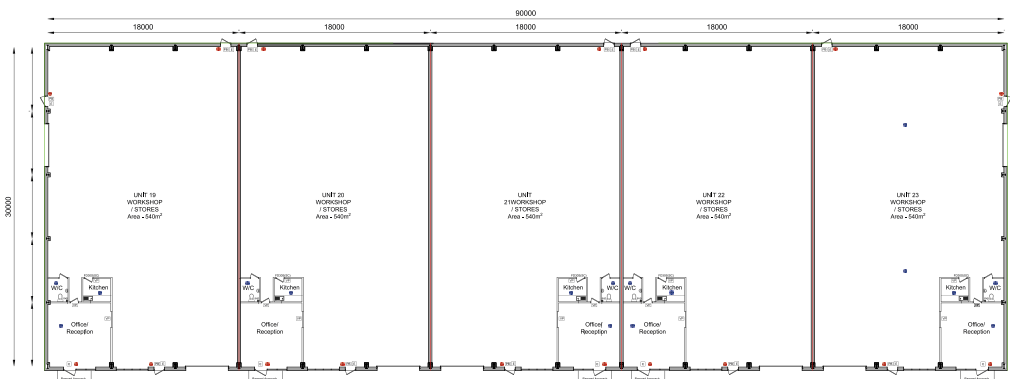 90000
18000
18000
18000
18000
18000
30000
UNIT 19
WORKSHOP
/ STORES
Area - 540m²
UNIT 20
WORKSHOP
/ STORES
Area - 540m²
UNIT
21WORKSHOP
/ STORES
Area - 540m²
UNIT 22
WORKSHOP
/ STORES
Area - 540m²
UNIT 23
WORKSHOP
/ STORES
Area - 540m²
W/C
Kitchen
W/C
Kitchen
Kitchen
W/C
W/C
Kitchen
Kitchen
W/C
Office/
Reception
Office/
Reception
Office/
Reception
Office/
Reception
Office/
Reception